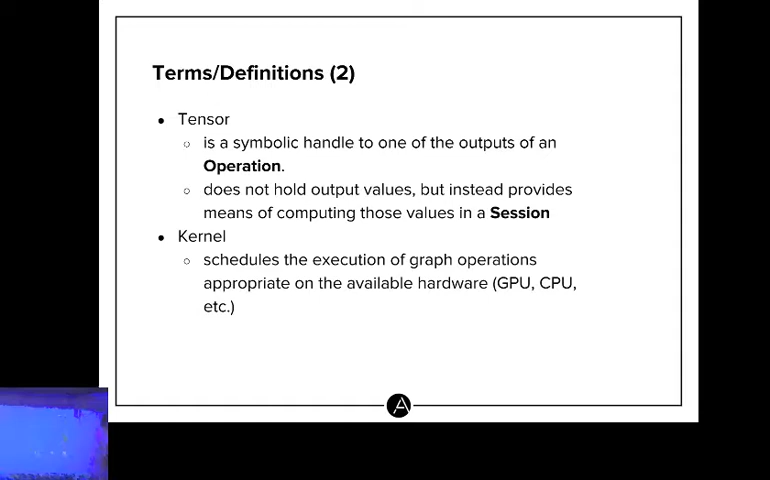 Terms/Definitions (2)
● Tensor
○ is a symbolic handle to one of the outputs of an
Operation.
○ does not hold output values, but instead provides
means of computing those values in a Session
● Kernel
○ schedules the execution of graph operations
appropriate on the available hardware (GPU, CPU,
etc.)